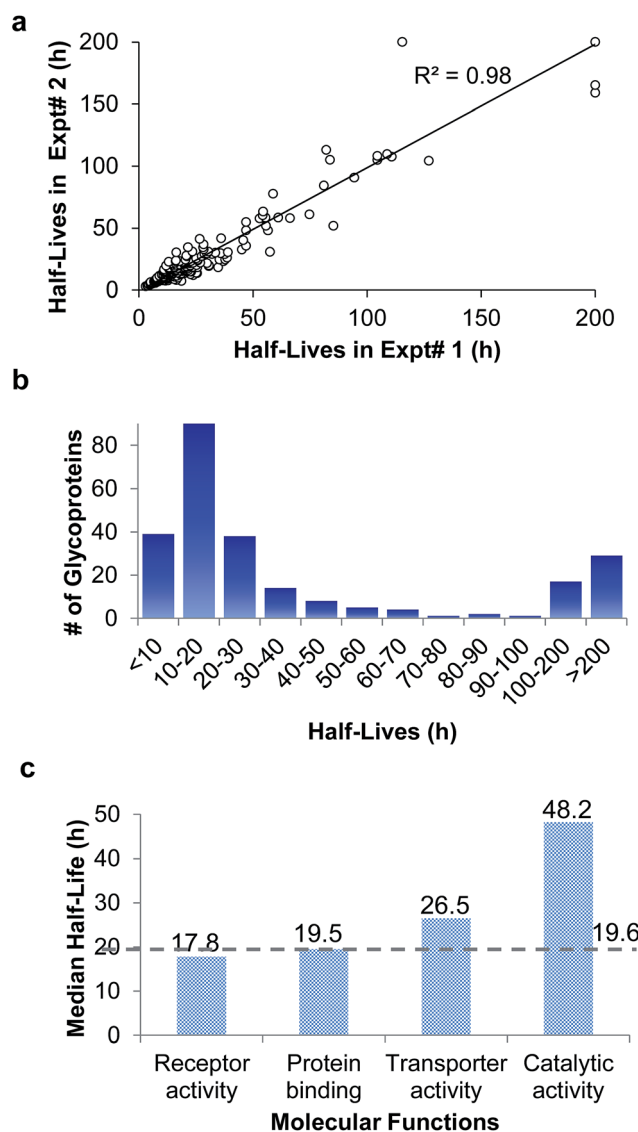 a
Half-Lives in Expt# 2 (h)
200
150
100
50
0
R² = 0.98
0 50 100 150 200
Half-Lives in Expt# 1 (h)
b
# of Glycoproteins
80
60
40
20
0
<10 10-20 20-30 30-40 40-50 50-60 60-70 70-80 80-90 90-100 100-200 >200
Half-Lives (h)
c
Median Half-Life (h)
50
40
30
20
10
0
17.8 19.5 26.5 48.2 19.6
Receptor activity
Protein binding
Transporter activity
Catalytic activity
Molecular Functions